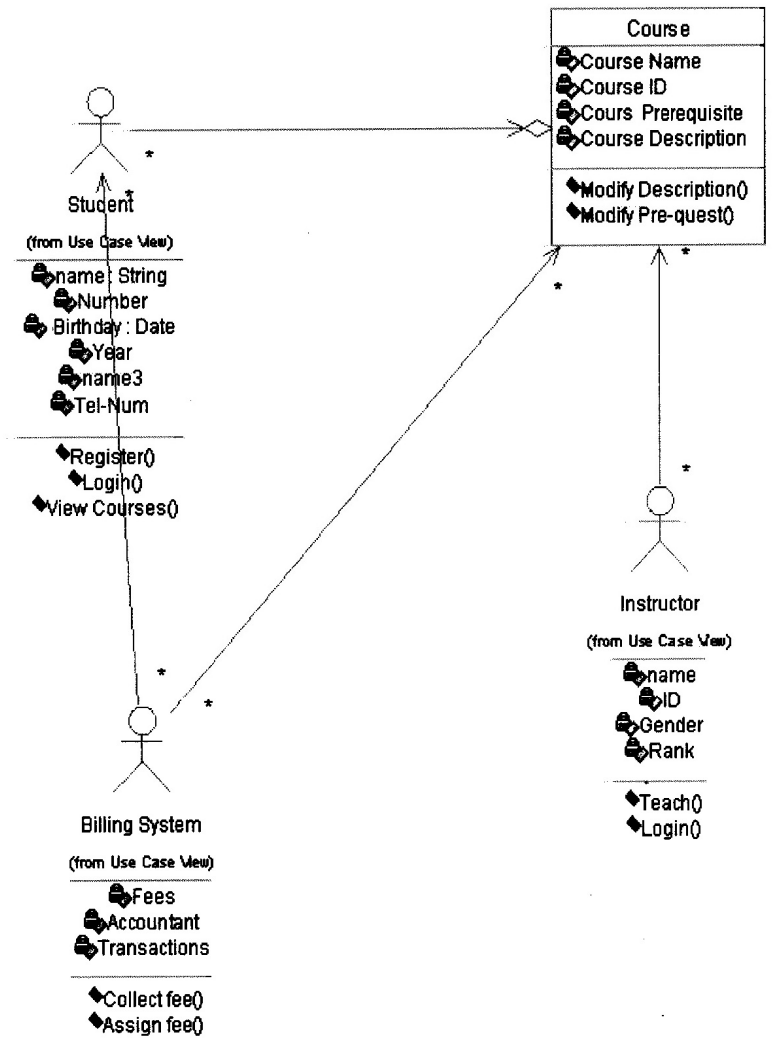 Course
Course Name
Course ID
Cours Prerequisite
Course Description
Modify Description()
Modify Pre-quest()
*
*
Student
(from Use Case View)
name : String
Number
Birthday : Date
Year
name3
Tel-Num
Register()
Login()
View Courses()
*
*
*
Instructor
(from Use Case View)
name
ID
Gender
Rank
Teach()
Login()
*
*
Billing System
(from Use Case View)
Fees
Accountant
Transactions
Collect fee()
Assign fee()